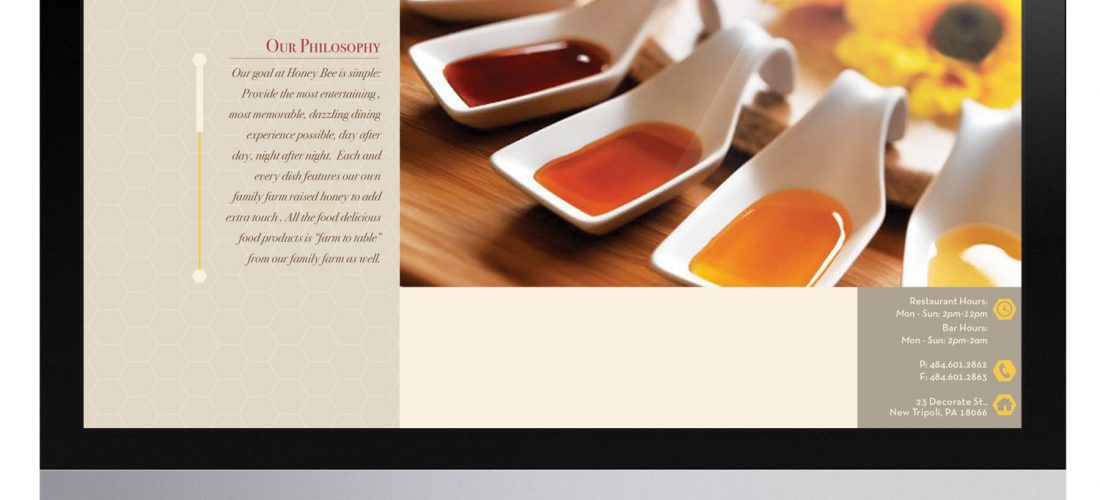 Our Philosophy
Our goal at Honey Bee is simple:
Provide the most entertaining ,
most memorable, dazzling dining
experience possible, day after
day, night after night. Each and
every dish features our own
family farm raised honey to add
extra touch . All the food delicious
food products is "farm to table"
from our family farm as well.
Restaurant Hours:
Mon - Sun: 2pm-12pm
Bar Hours:
Mon - Sun: 2pm-2am
P: 484.601.2862
F: 484.601.2863
23 Decorate St.,
New Tripoli, PA 18066